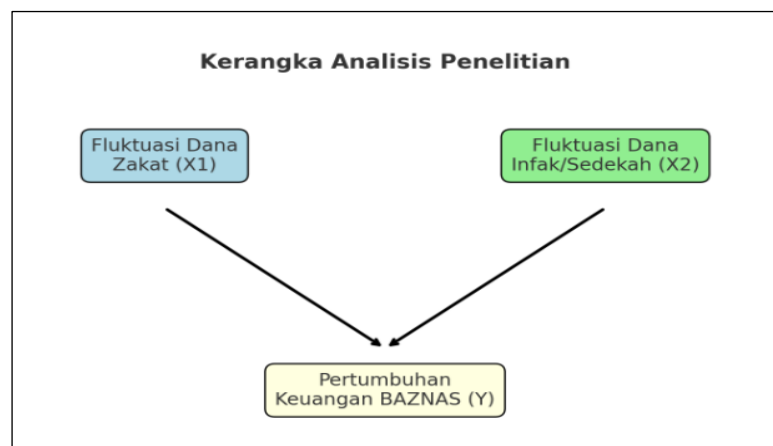 Kerangka Analisis Penelitian
Fluktuasi Dana
Zakat (X1)
Fluktuasi Dana
Infak/Sedekah (X2)
Pertumbuhan
Keuangan BAZNAS (Y)